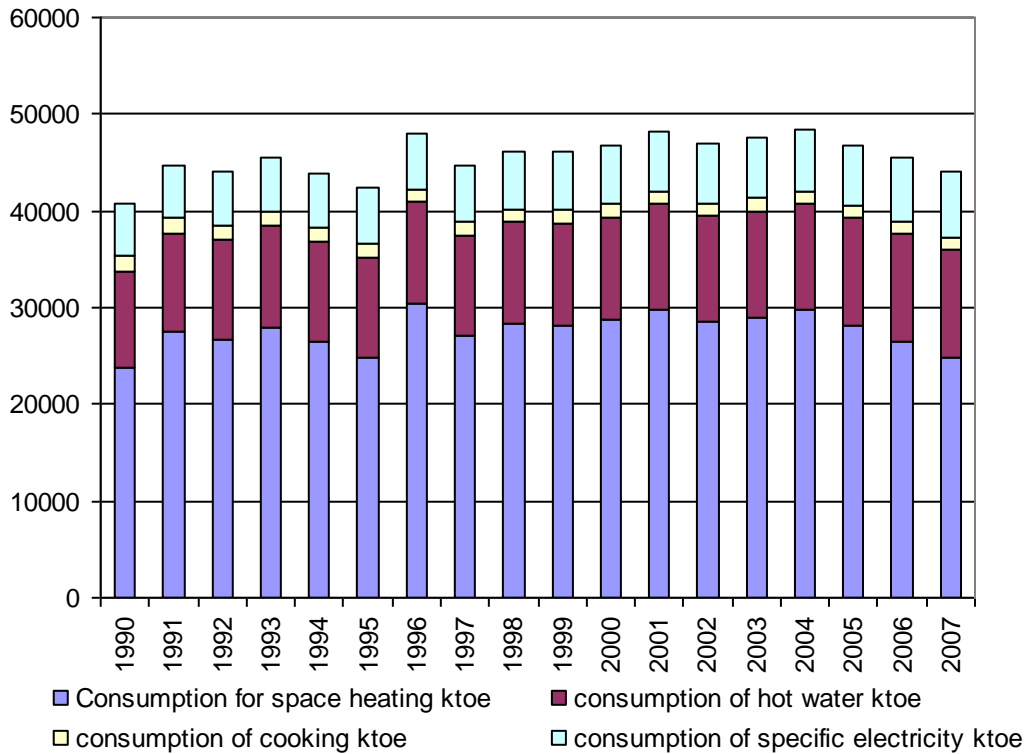 60000
50000
40000
30000
20000
10000
0
1990 1991 1992 1993 1994 1995 1996 1997 1998 1999 2000 2001 2002 2003 2004 2005 2006 2007
Consumption for space heating ktoe consumption of hot water ktoe
consumption of cooking ktoe consumption of specific electricity ktoe